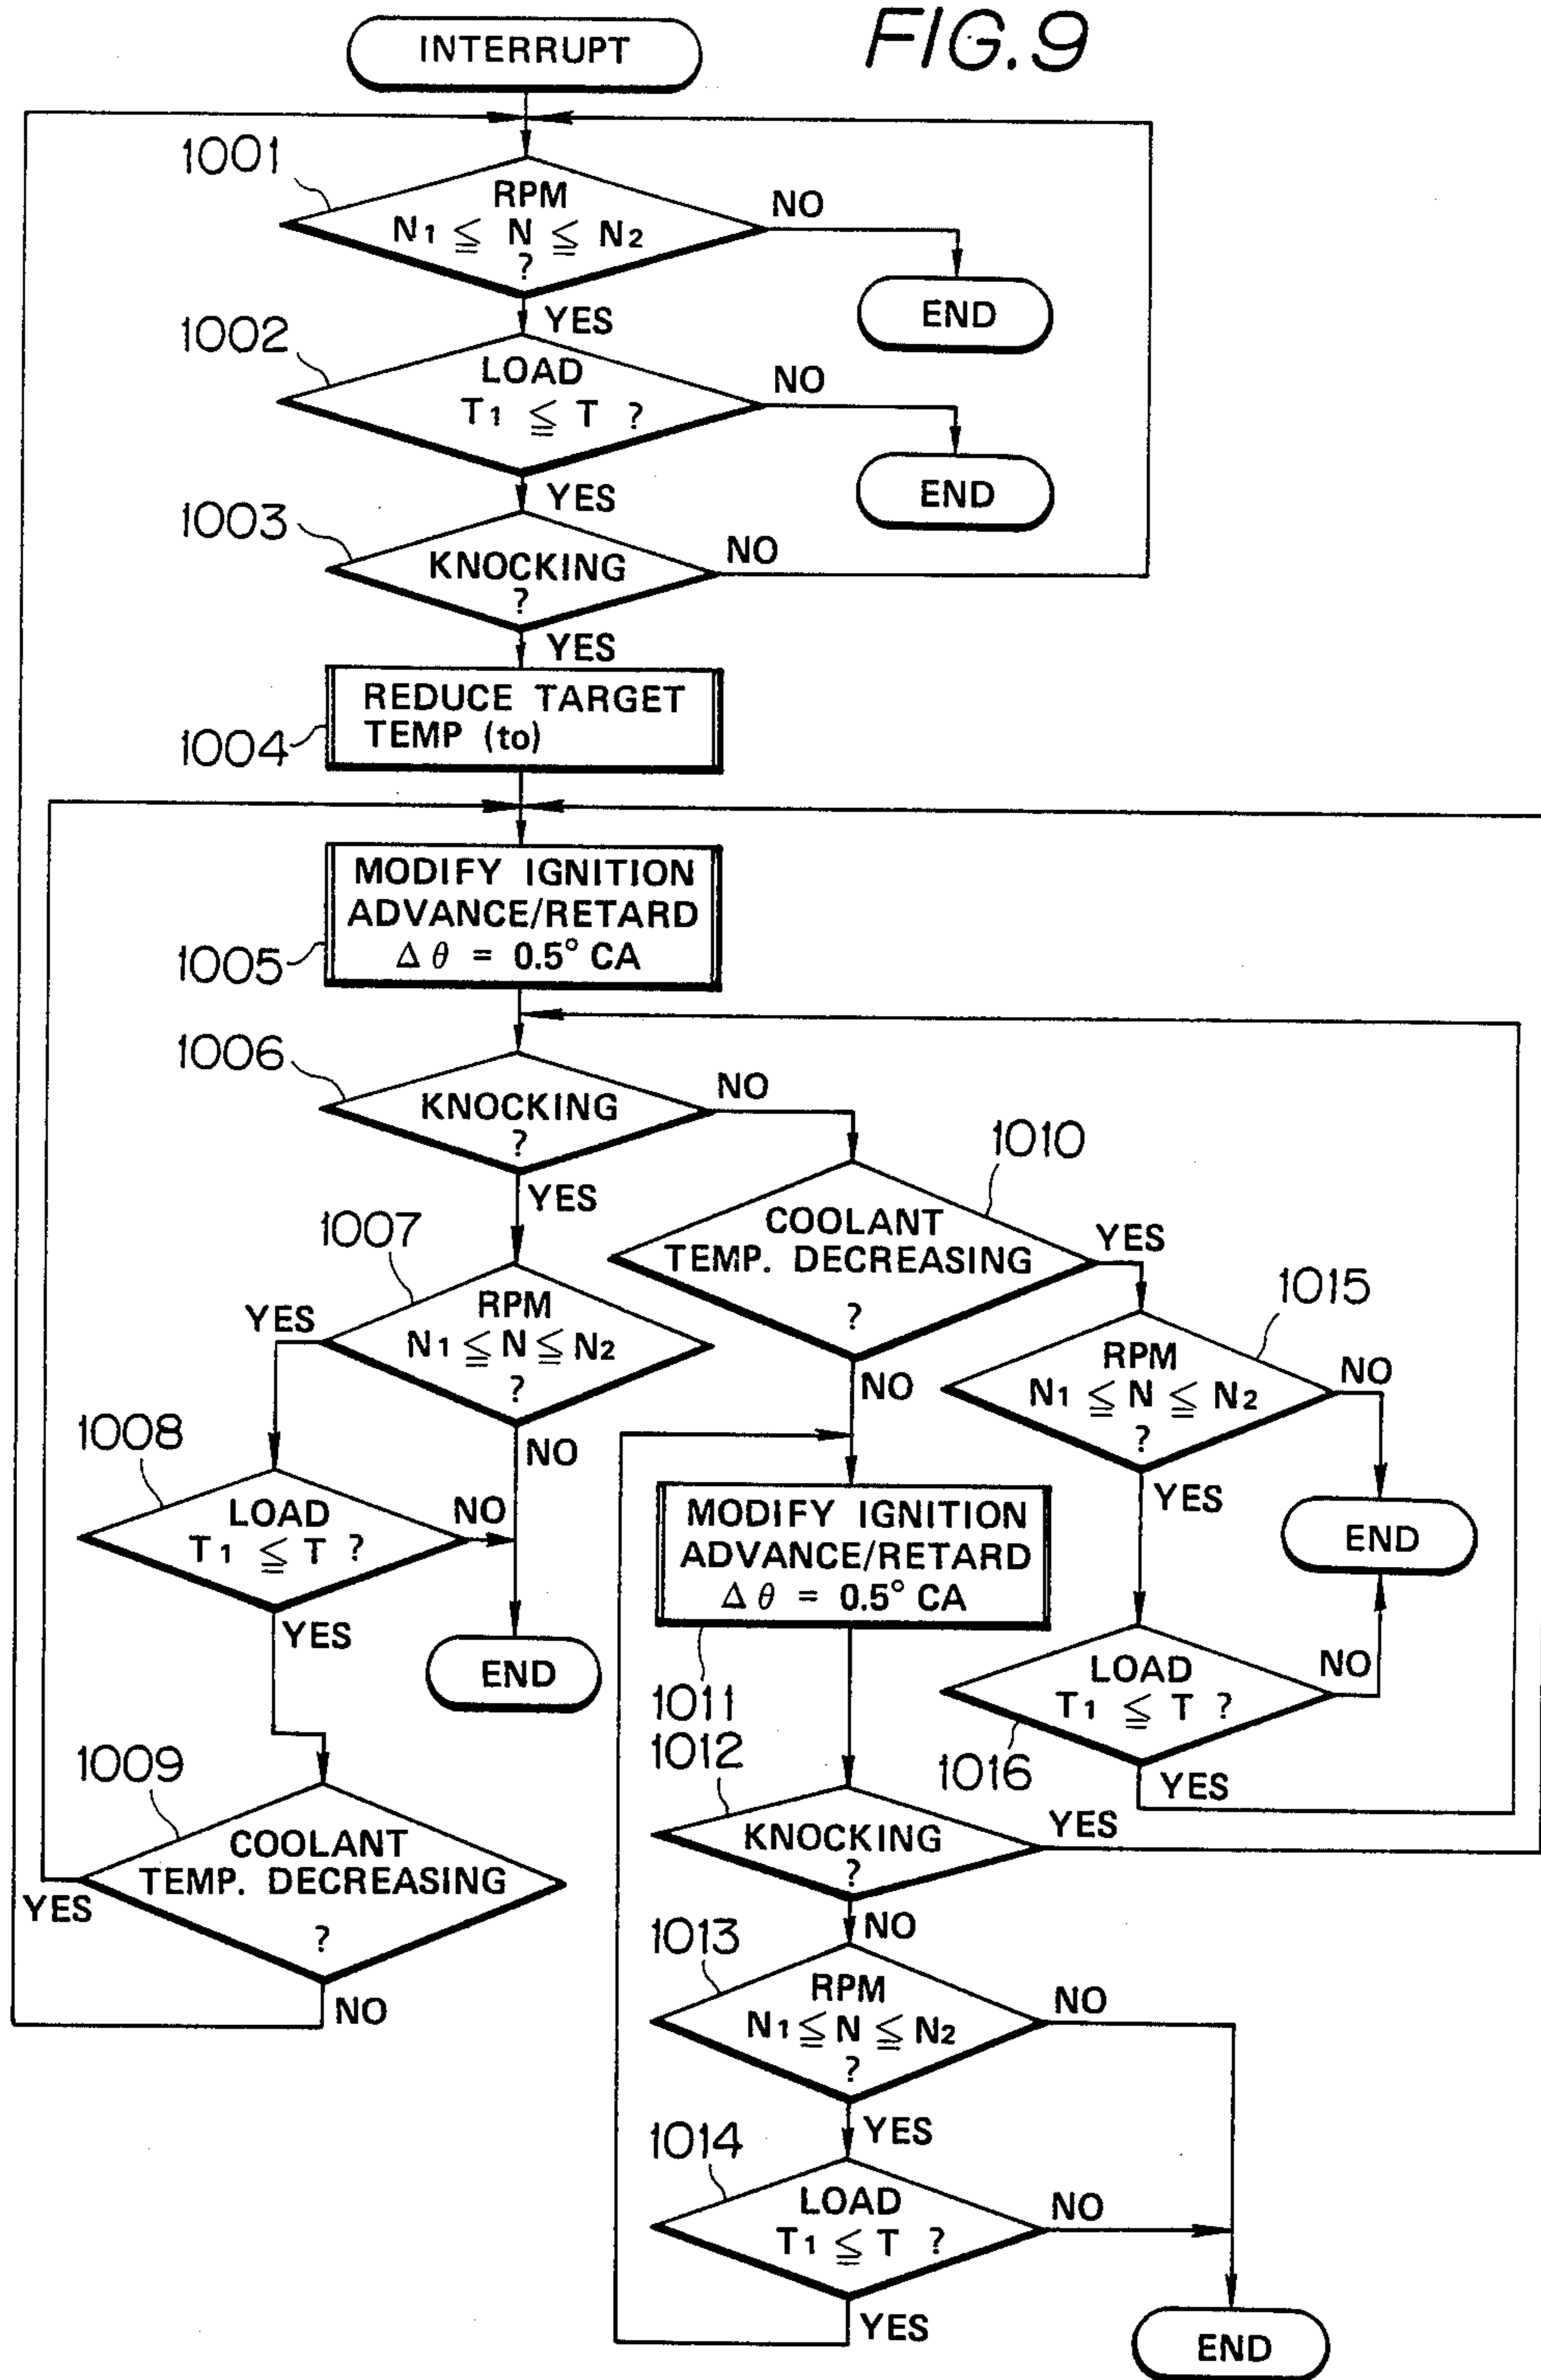 FIG.9
INTERRUPT
1001
RPM
N1 ≦ N ≦ N2
?
NO
END
YES
1002
LOAD
T1 ≦ T ?
NO
END
YES
1003
KNOCKING
?
NO
YES
1004
REDUCE TARGET
TEMP (to)
1005
MODIFY IGNITION
ADVANCE/RETARD
Δ θ = 0.5° CA
1006
KNOCKING
?
NO
YES
1010
COOLANT
TEMP. DECREASING
?
YES
NO
1007
RPM
N1 ≦ N ≦ N2
?
YES
NO
1015
RPM
N1 ≦ N ≦ N2
?
NO
YES
1008
LOAD
T1 ≦ T ?
NO
YES
END
1011
MODIFY IGNITION
ADVANCE/RETARD
Δ θ = 0.5° CA
END
1016
LOAD
T1 ≦ T ?
NO
YES
1009
COOLANT
TEMP. DECREASING
?
YES
NO
1012
KNOCKING
?
YES
NO
1013
RPM
N1 ≦ N ≦ N2
?
NO
YES
1014
LOAD
T1 ≦ T ?
NO
YES
END